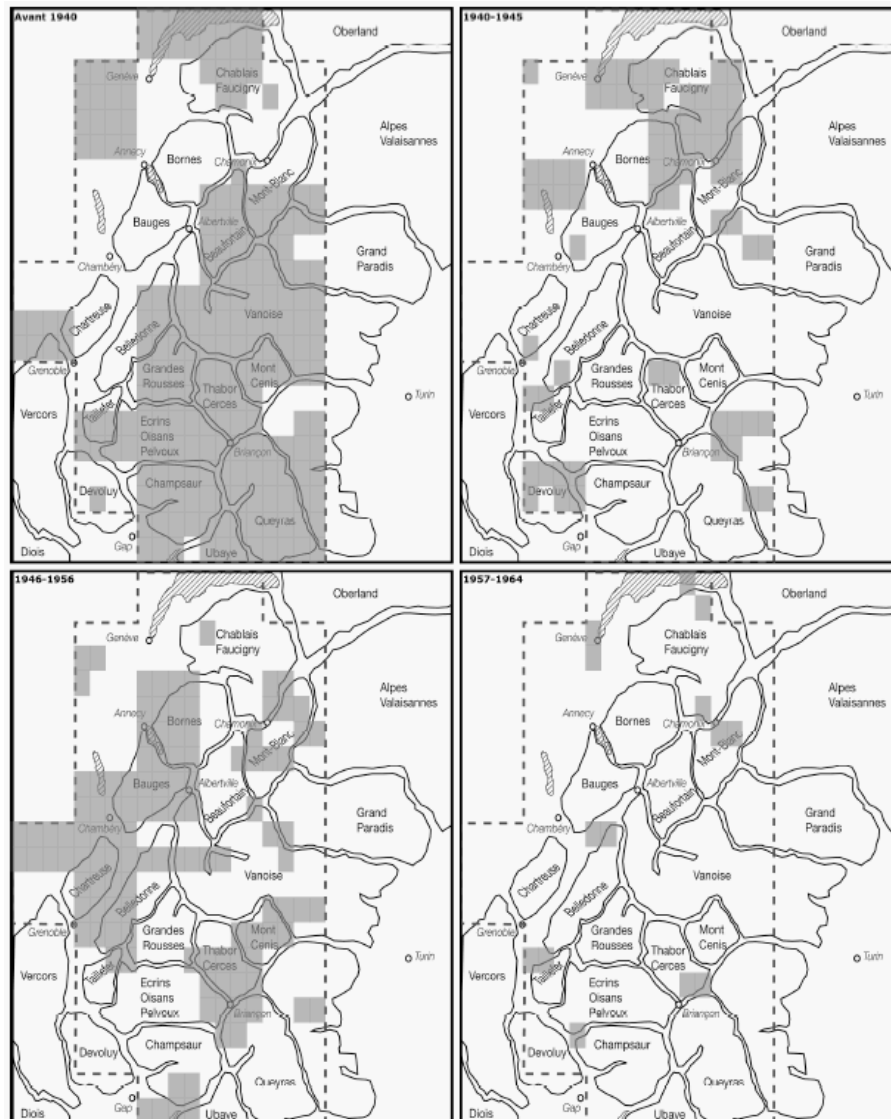 Avant 1940
Oberland
Genève
Chablais
Faucigny
Alpes
Valaisannes
Annecy
Bornes
Chamonix
Mont-Blanc
Bauges
Albertville
Beaufortain
Grand
Paradis
Chambéry
Chartreuse
Vanoise
Belledonne
Grenoble
Grandes
Rousses
Mont
Cenis
Thabor
Cerces
Turin
Vercors
Taillefer
Ecrins
Oisans
Pelvoux
Briançon
Devoluy
Champsaur
Queyras
Gap
Diois
Ubaye
1940-1945
Oberland
Genève
Chablais
Faucigny
Alpes
Valaisannes
Annecy
Bornes
Chamonix
Mont-Blanc
Bauges
Albertville
Beaufortain
Grand
Paradis
Chambéry
Chartreuse
Vanoise
Belledonne
Grenoble
Grandes
Rousses
Mont
Cenis
Thabor
Cerces
Turin
Vercors
Taillefer
Ecrins
Oisans
Pelvoux
Briançon
Devoluy
Champsaur
Queyras
Gap
Diois
Ubaye
1946-1956
Oberland
Genève
Chablais
Faucigny
Alpes
Valaisannes
Annecy
Bornes
Chamonix
Mont-Blanc
Bauges
Albertville
Beaufortain
Grand
Paradis
Chambéry
Chartreuse
Vanoise
Belledonne
Grenoble
Grandes
Rousses
Mont
Cenis
Thabor
Cerces
Turin
Vercors
Taillefer
Ecrins
Oisans
Pelvoux
Briançon
Devoluy
Champsaur
Queyras
Gap
Diois
Ubaye
1957-1964
Oberland
Genève
Chablais
Faucigny
Alpes
Valaisannes
Annecy
Bornes
Chamonix
Mont-Blanc
Bauges
Albertville
Beaufortain
Grand
Paradis
Chambéry
Chartreuse
Vanoise
Belledonne
Grenoble
Grandes
Rousses
Mont
Cenis
Thabor
Cerces
Turin
Vercors
Taillefer
Ecrins
Oisans
Pelvoux
Briançon
Devoluy
Champsaur
Queyras
Gap
Diois
Ubaye